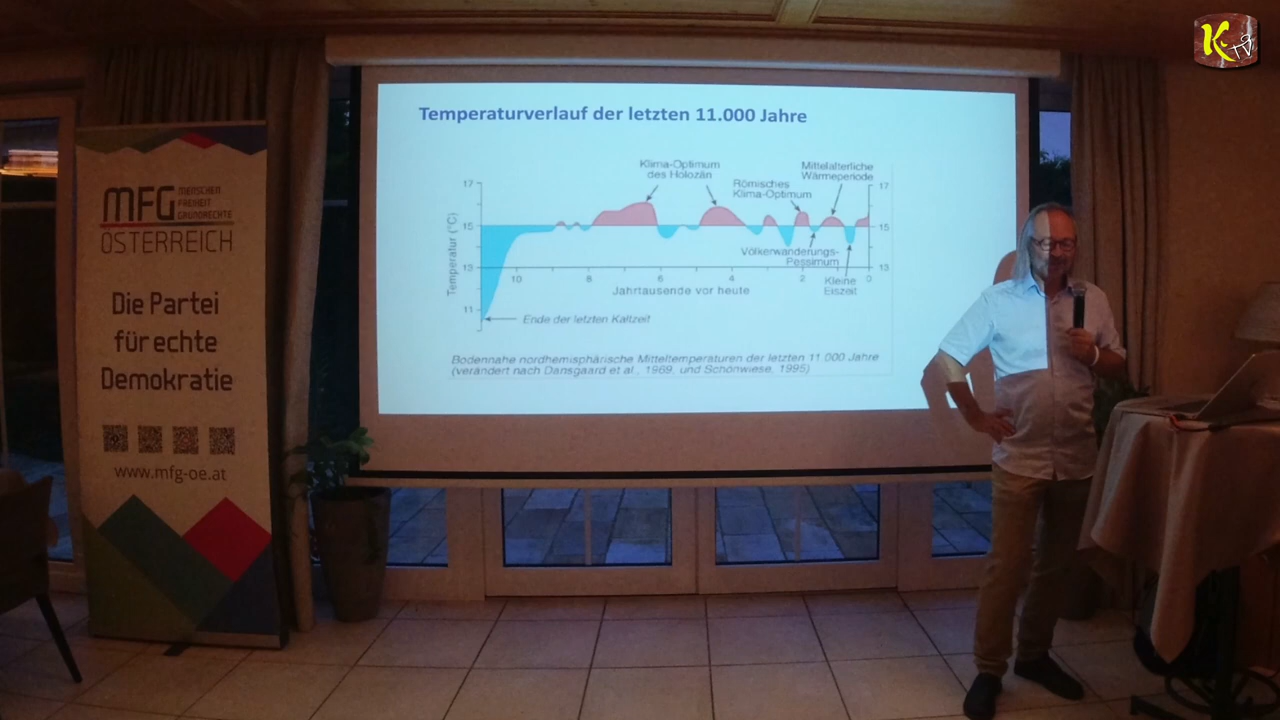 K
TV
Temperaturverlauf der letzten 11.000 Jahre
Klima-Optimum
des Holozän
Mittelalterliche
Wärmeperiode
Römisches
Klima-Optimum
17
15
13
11
Temperatur (°C)
17
15
13
Völkerwanderungs-
Pessimum
10
8
6
4
2
0
Jahrtausende vor heute
Kleine
Eiszeit
Ende der letzten Kaltzeit
Bodennahe nordhemisphärische Mitteltemperaturen der letzten 11 000 Jahre
(verändert nach Dansgaard et al., 1969, und Schönwiese, 1995)
MFG
MENSCHEN
FREIHEIT
GRUNDRECHTE
ÖSTERREICH
Die Partei
für echte
Demokratie
www.mfg-oe.at